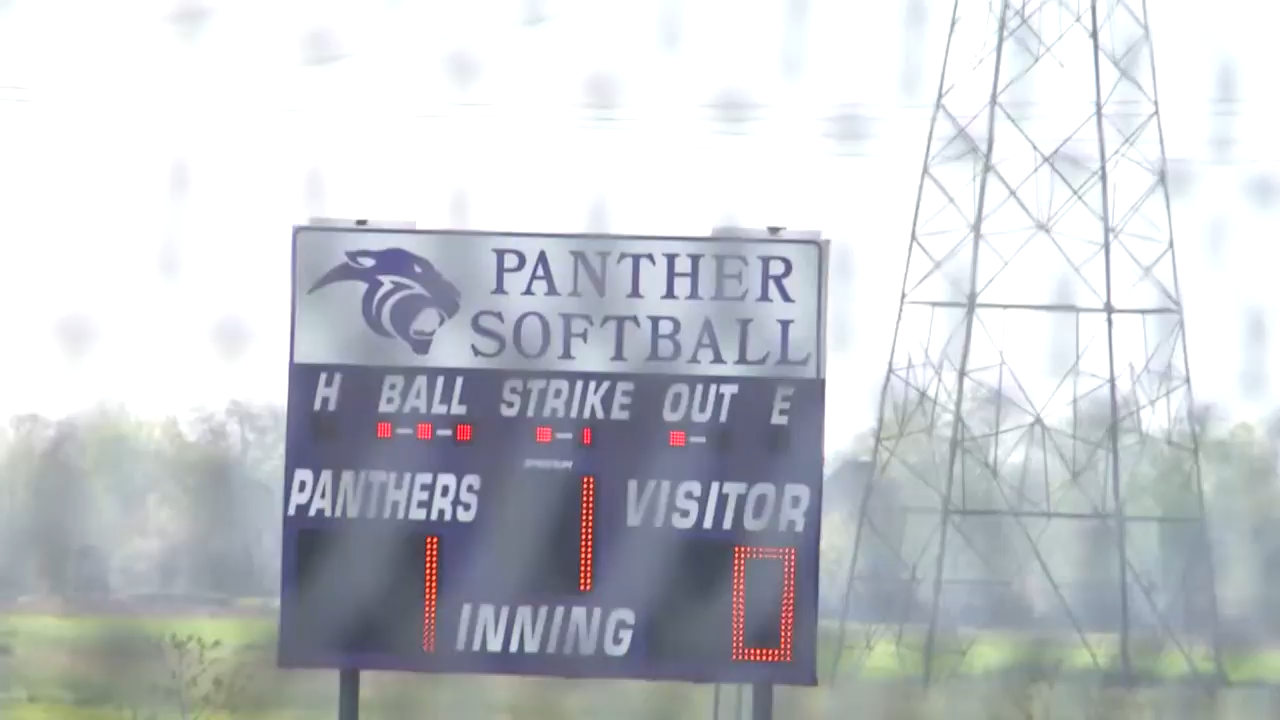 PANTHER
SOFTBALL
H BALL STRIKE OUT E
PANTHERS 1 VISITOR
1 INNING 0